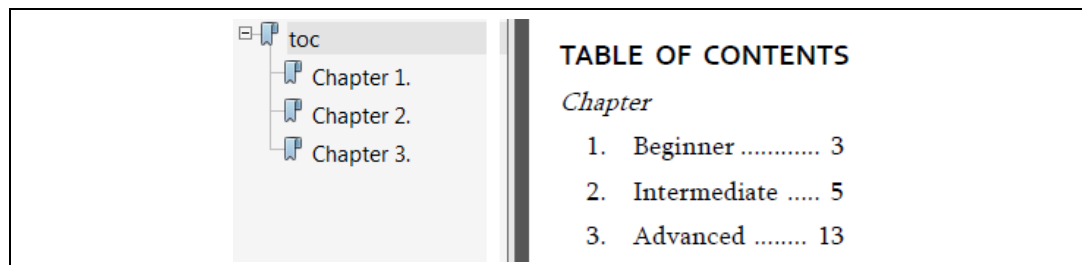 toc
Chapter 1.
Chapter 2.
Chapter 3.
TABLE OF CONTENTS
Chapter
1. Beginner ............ 3
2. Intermediate ..... 5
3. Advanced ........ 13